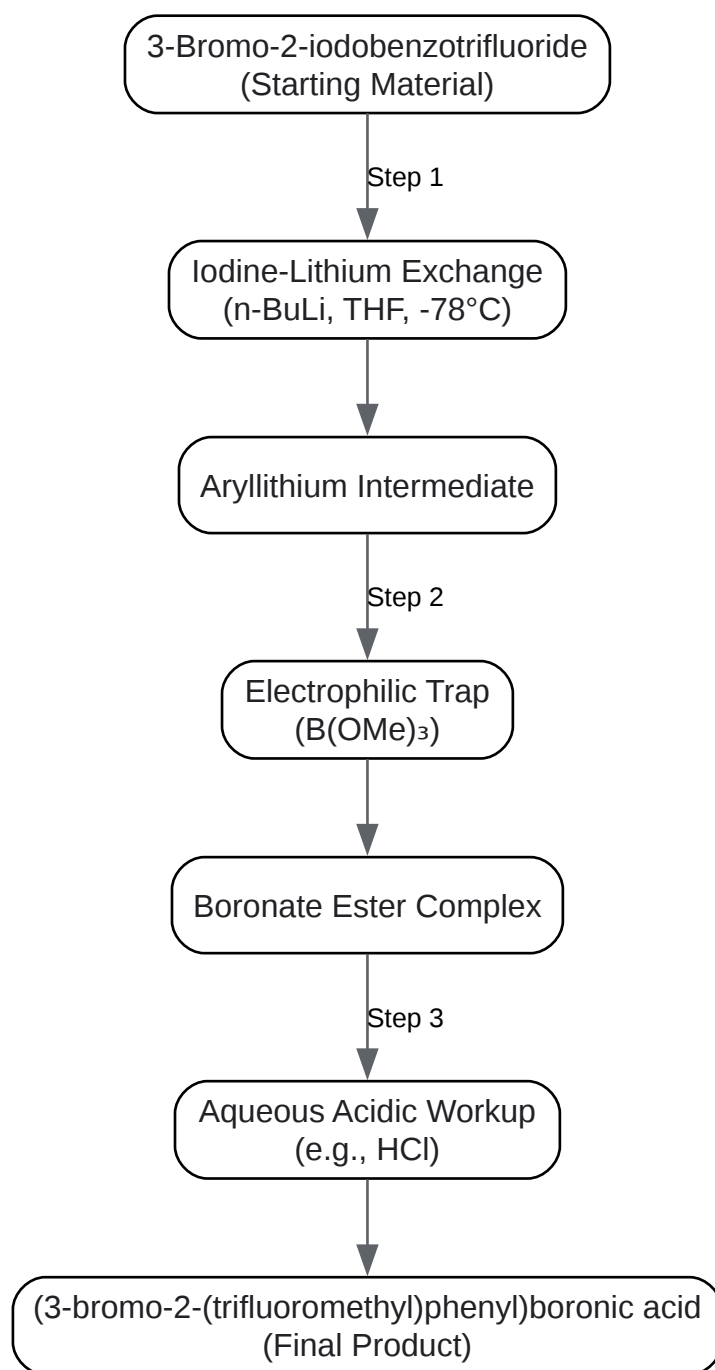 3-Bromo-2-iodobenzotrifluoride
(Starting Material)
Step 1
Iodine-Lithium Exchange
(n-BuLi, THF, -78°C)
Aryllithium Intermediate
Step 2
Electrophilic Trap
(B(OMe)₃)
Boronate Ester Complex
Step 3
Aqueous Acidic Workup
(e.g., HCl)
(3-bromo-2-(trifluoromethyl)phenyl)boronic acid
(Final Product)